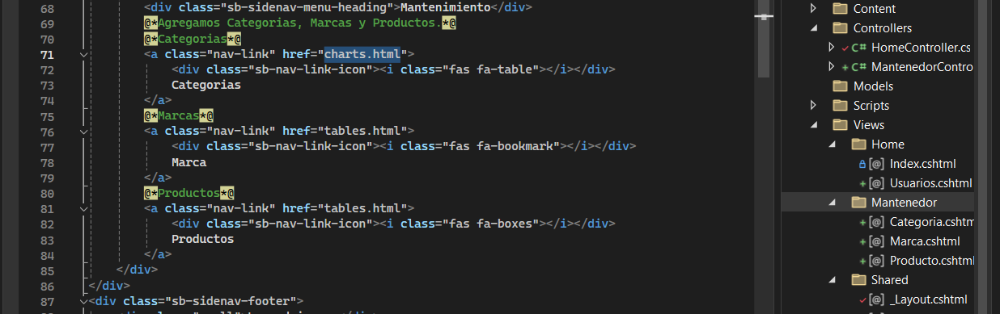 68 <div class="sb-sidenav-menu-heading">Mantenimiento</div>
69 @*Agregamos Categorias, Marcas y Productos.*@
70 @*Categorias*@
71 <a class="nav-link" href="charts.html">
72 <div class="sb-nav-link-icon"><i class="fas fa-table"></i></div>
73 Categorias
74 </a>
75 @*Marcas*@
76 <a class="nav-link" href="tables.html">
77 <div class="sb-nav-link-icon"><i class="fas fa-bookmark"></i></div>
78 Marca
79 </a>
80 @*Productos*@
81 <a class="nav-link" href="tables.html">
82 <div class="sb-nav-link-icon"><i class="fas fa-boxes"></i></div>
83 Productos
84 </a>
85 </div>
86 </div>
87 <div class="sb-sidenav-footer">
Content
Controllers
C# HomeController.cs
C# MantenedorContro
Models
Scripts
Views
Home
[@] Index.cshtml
[@] Usuarios.cshtml
Mantenedor
[@] Categoria.cshtm
[@] Marca.cshtml
[@] Producto.cshtml
Shared
[@] _Layout.cshtml